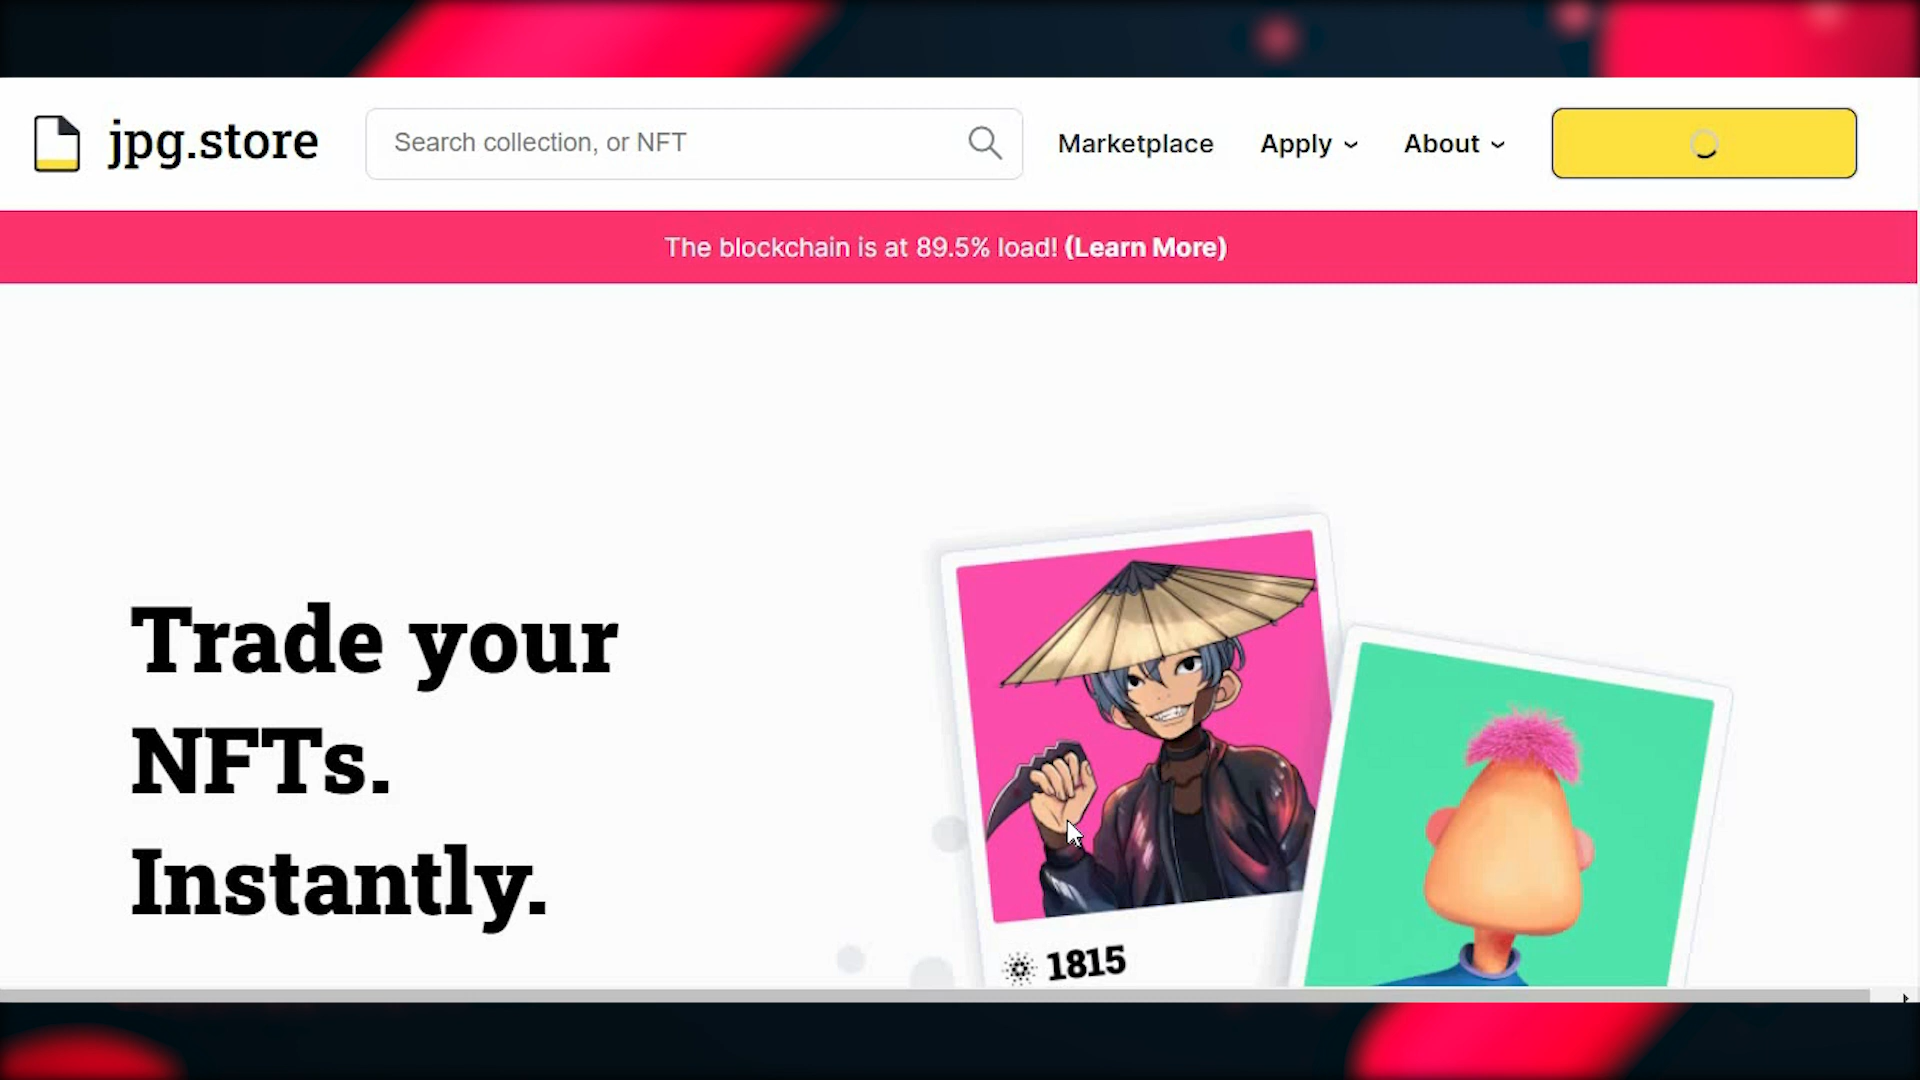 jpg.store
Search collection, or NFT
Marketplace
Apply
About
The blockchain is at 89.5% load! (Learn More)
Trade your
NFTs.
Instantly.
1815